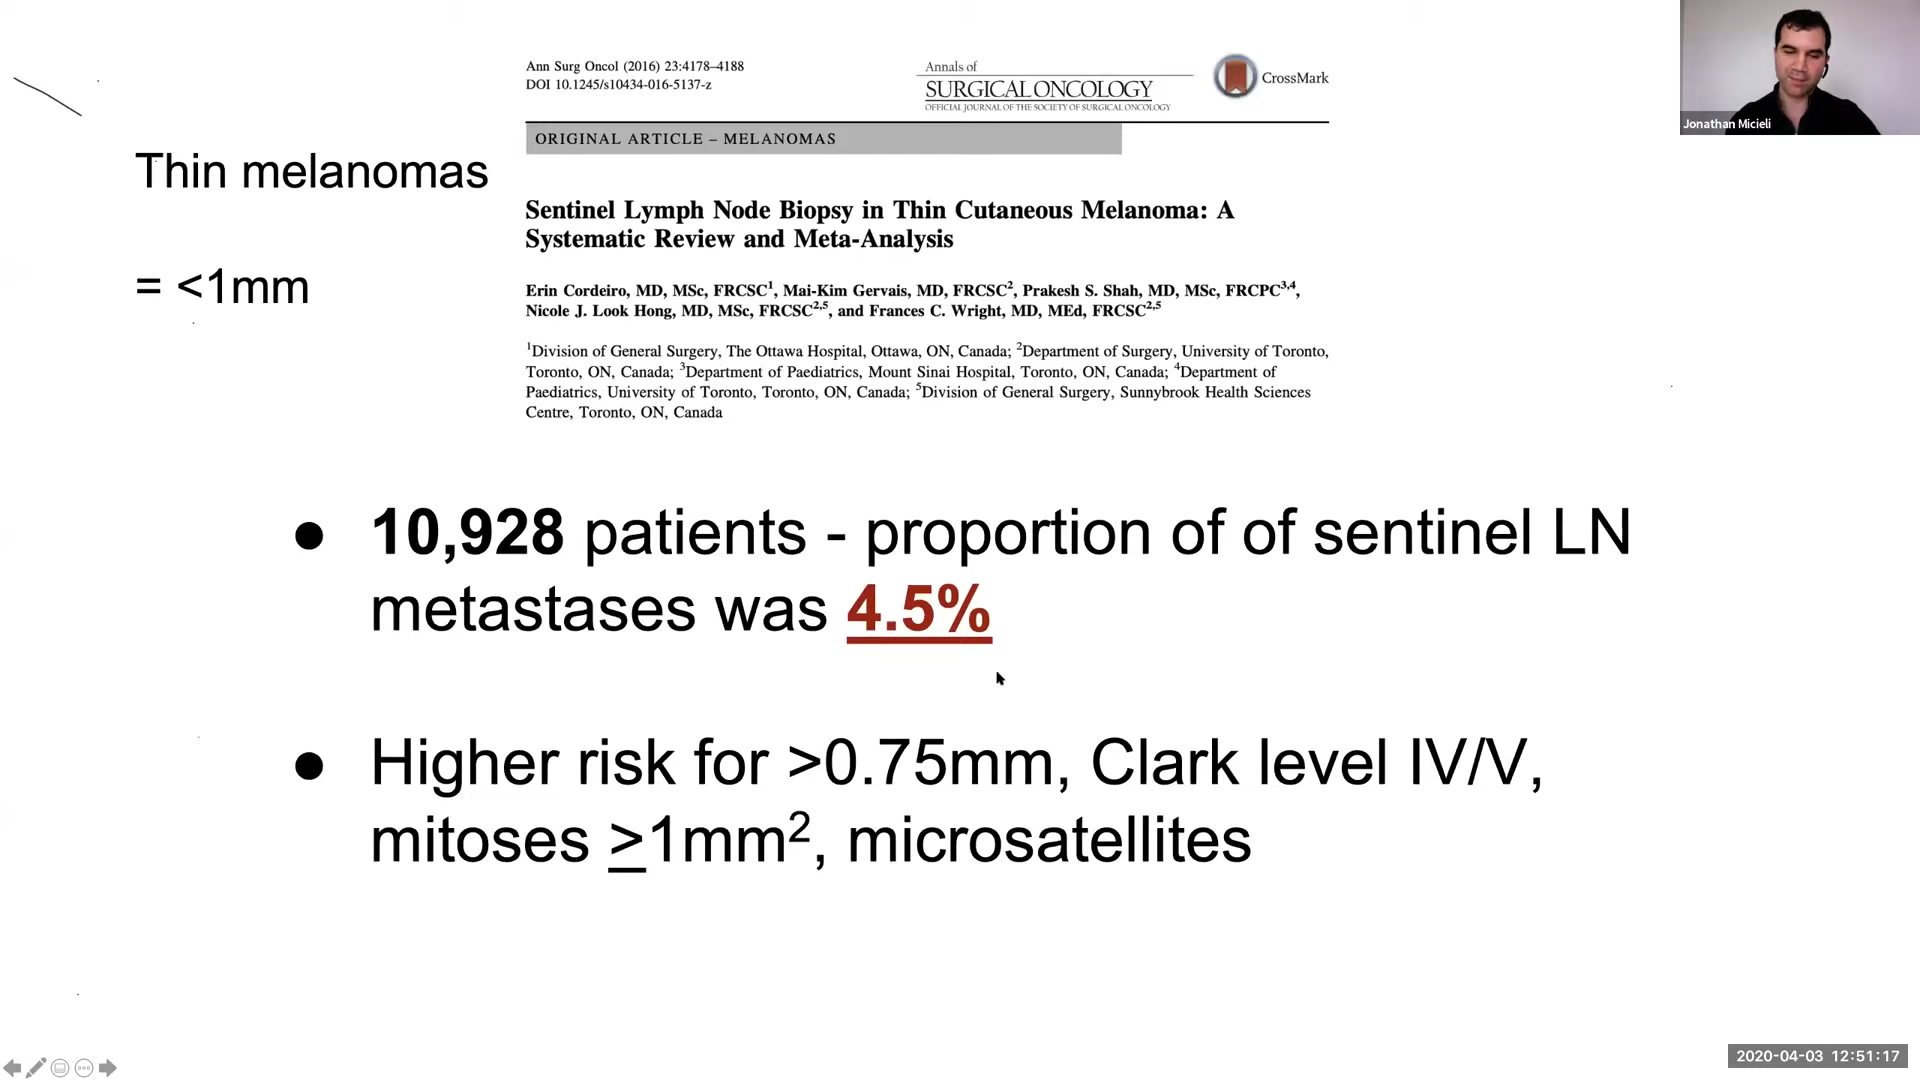 Ann Surg Oncol (2016) 23:4178–4188
DOI 10.1245/s10434-016-5137-z
Annals of
SURGICAL ONCOLOGY
OFFICIAL JOURNAL OF THE SOCIETY OF SURGICAL ONCOLOGY
CrossMark
Jonathan Micieli
ORIGINAL ARTICLE – MELANOMAS
Thin melanomas
= <1mm
Sentinel Lymph Node Biopsy in Thin Cutaneous Melanoma: A
Systematic Review and Meta-Analysis
Erin Cordeiro, MD, MSc, FRCSC¹, Mai-Kim Gervais, MD, FRCSC², Prakesh S. Shah, MD, MSc, FRCPC³,⁴,
Nicole J. Look Hong, MD, MSc, FRCSC²,⁵, and Frances C. Wright, MD, MEd, FRCSC²,⁵
¹Division of General Surgery, The Ottawa Hospital, Ottawa, ON, Canada; ²Department of Surgery, University of Toronto,
Toronto, ON, Canada; ³Department of Paediatrics, Mount Sinai Hospital, Toronto, ON, Canada; ⁴Department of
Paediatrics, University of Toronto, Toronto, ON, Canada; ⁵Division of General Surgery, Sunnybrook Health Sciences
Centre, Toronto, ON, Canada
● 10,928 patients - proportion of of sentinel LN
metastases was 4.5%
● Higher risk for >0.75mm, Clark level IV/V,
mitoses ≥1mm², microsatellites
2020-04-03 12:51:17